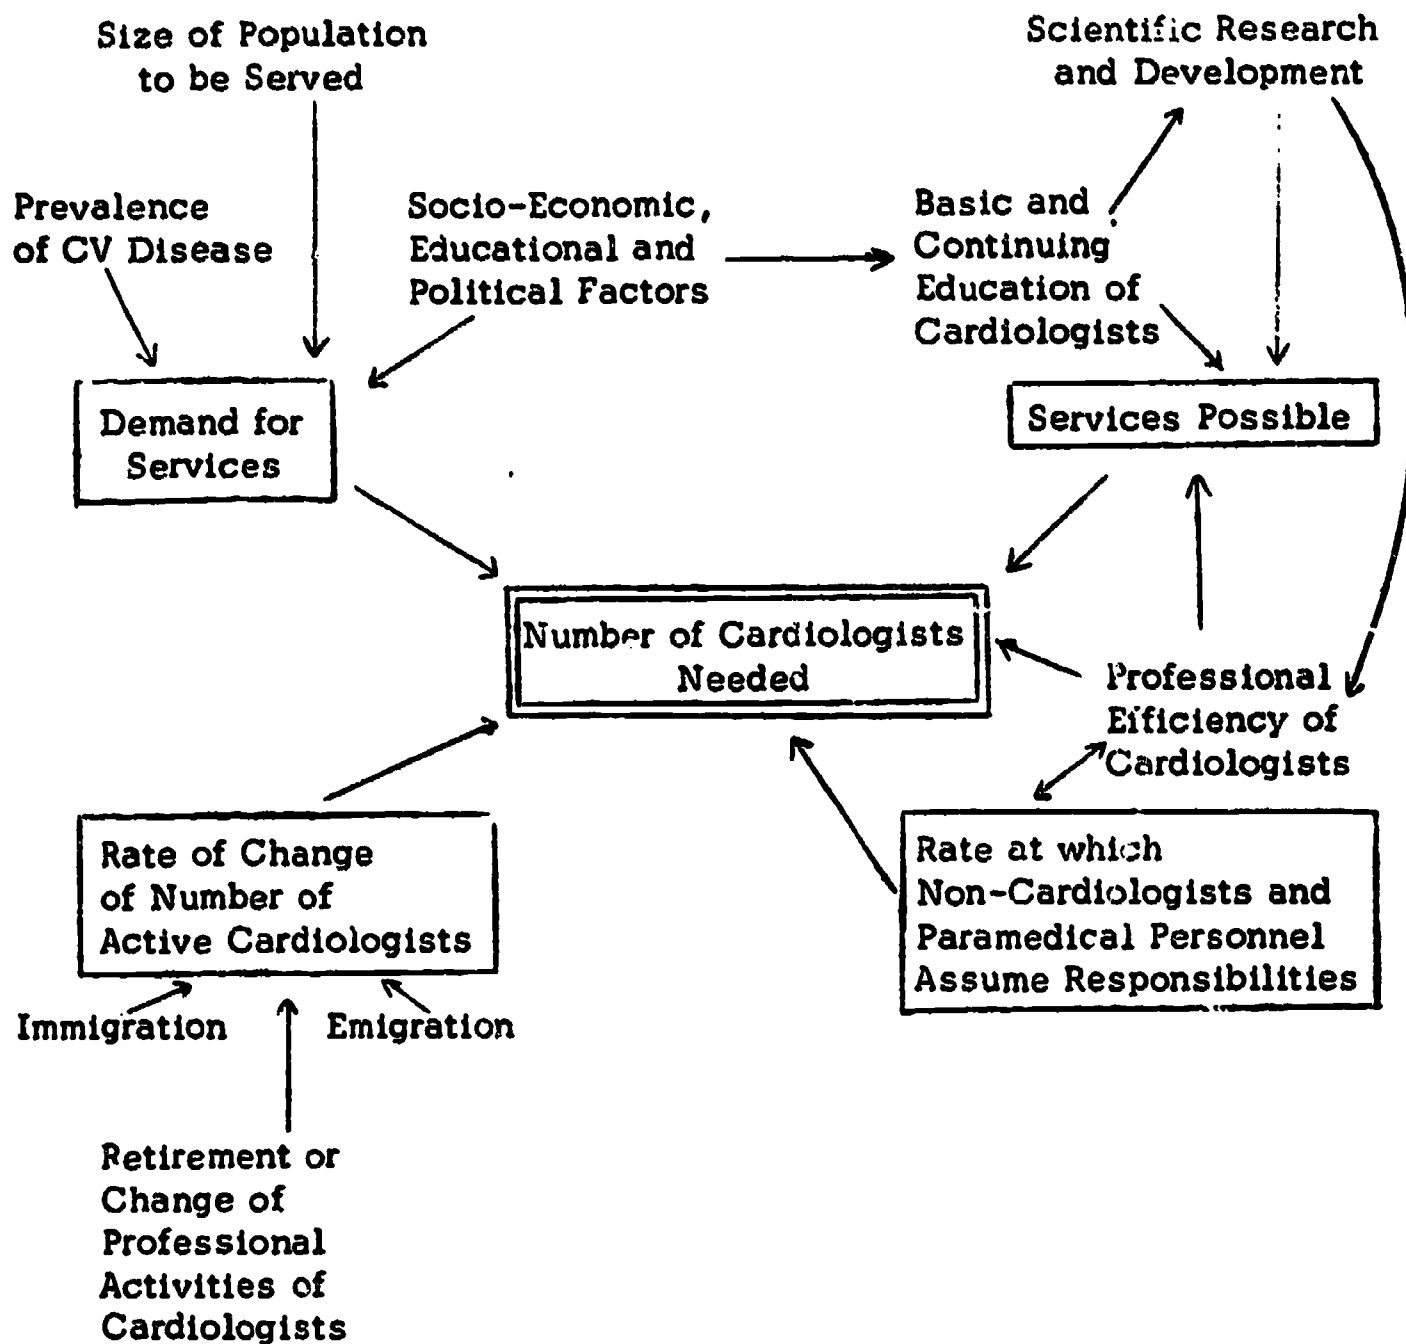 Size of Population
to be Served
Scientific Research
and Development
Prevalence
of CV Disease
Socio-Economic,
Educational and
Political Factors
Basic and
Continuing
Education of
Cardiologists
Demand for
Services
Services Possible
Number of Cardiologists
Needed
Professional
Efficiency of
Cardiologists
Rate of Change
of Number of
Active Cardiologists
Rate at which
Non-Cardiologists and
Paramedical Personnel
Assume Responsibilities
Immigration
Emigration
Retirement or
Change of
Professional
Activities of
Cardiologists